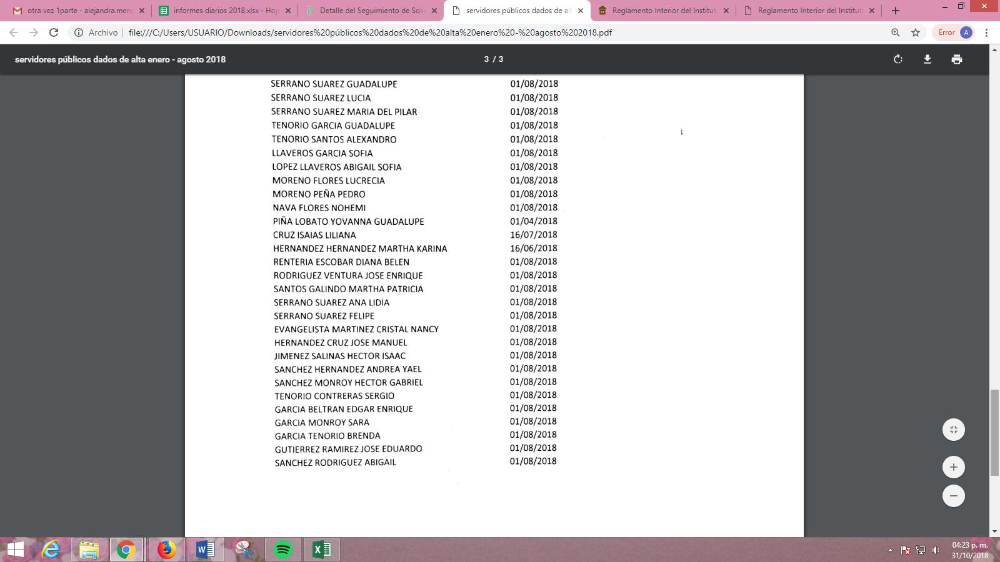 otra vez 1parte - alejandra.men
informes diarios 2018.xlsx - Hoj
Detalle del Seguimiento de Soli
servidores públicos dados de al
Reglamento Interior del Institut
Reglamento Interior del Institut
Archivo file:///C:/Users/USUARIO/Downloads/servidores%20públicos%20dados%20de%20alta%20enero%20-%20agosto%202018.pdf Error A
servidores públicos dados de alta enero - agosto 2018 3 / 3
SERRANO SUAREZ GUADALUPE 01/08/2018
SERRANO SUAREZ LUCIA 01/08/2018
SERRANO SUAREZ MARIA DEL PILAR 01/08/2018
TENORIO GARCIA GUADALUPE 01/08/2018
TENORIO SANTOS ALEXANDRO 01/08/2018
LLAVEROS GARCIA SOFIA 01/08/2018
LOPEZ LLAVEROS ABIGAIL SOFIA 01/08/2018
MORENO FLORES LUCRECIA 01/08/2018
MORENO PEÑA PEDRO 01/08/2018
NAVA FLORES NOHEMI 01/08/2018
PIÑA LOBATO YOVANNA GUADALUPE 01/04/2018
CRUZ ISAIAS LILIANA 16/07/2018
HERNANDEZ HERNANDEZ MARTHA KARINA 16/06/2018
RENTERIA ESCOBAR DIANA BELEN 01/08/2018
RODRIGUEZ VENTURA JOSE ENRIQUE 01/08/2018
SANTOS GALINDO MARTHA PATRICIA 01/08/2018
SERRANO SUAREZ ANA LIDIA 01/08/2018
SERRANO SUAREZ FELIPE 01/08/2018
EVANGELISTA MARTINEZ CRISTAL NANCY 01/08/2018
HERNANDEZ CRUZ JOSE MANUEL 01/08/2018
JIMENEZ SALINAS HECTOR ISAAC 01/08/2018
SANCHEZ HERNANDEZ ANDREA YAEL 01/08/2018
SANCHEZ MONROY HECTOR GABRIEL 01/08/2018
TENORIO CONTRERAS SERGIO 01/08/2018
GARCIA BELTRAN EDGAR ENRIQUE 01/08/2018
GARCIA MONROY SARA 01/08/2018
GARCIA TENORIO BRENDA 01/08/2018
GUTIERREZ RAMIREZ JOSE EDUARDO 01/08/2018
SANCHEZ RODRIGUEZ ABIGAIL 01/08/2018
04:23 p. m.
31/10/2018